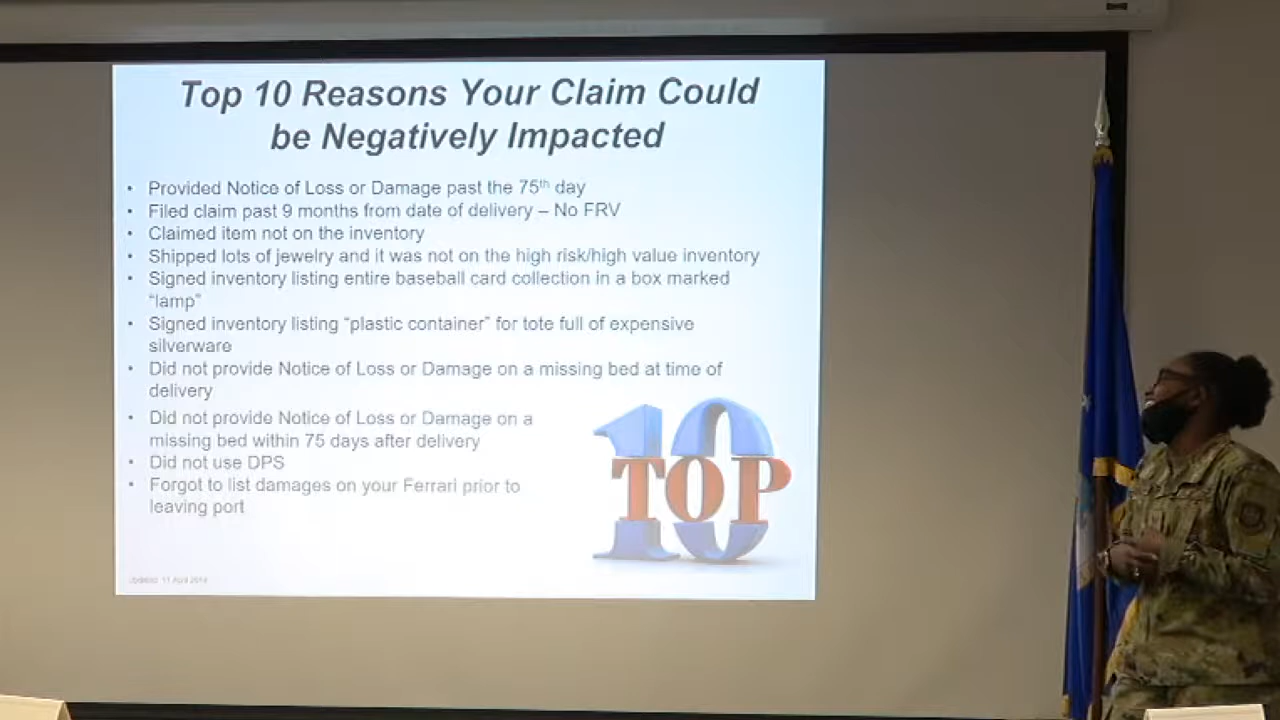 Top 10 Reasons Your Claim Could
be Negatively Impacted
• Provided Notice of Loss or Damage past the 75th day
• Filed claim past 9 months from date of delivery – No FRV
• Claimed item not on the inventory
• Shipped lots of jewelry and it was not on the high risk/high value inventory
• Signed inventory listing entire baseball card collection in a box marked
“lamp”
• Signed inventory listing “plastic container” for tote full of expensive
silverware
• Did not provide Notice of Loss or Damage on a missing bed at time of
delivery
• Did not provide Notice of Loss or Damage on a
missing bed within 75 days after delivery
• Did not use DPS
• Forgot to list damages on your Ferrari prior to
leaving port
10
TOP
11 April